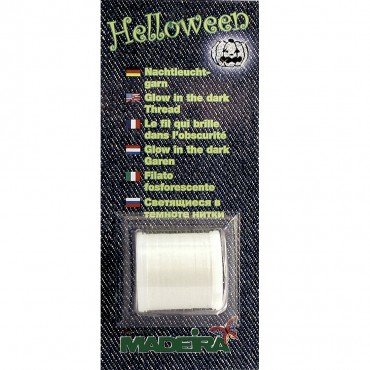 Helloween
Nachtleucht-
garn
Glow in the dark
Thread
Le fil qui brille
dans l'obscurité
Glow in the dark
Garen
Filato
fosforescente
Светящиеся в
темноте нитки
MADEIRA